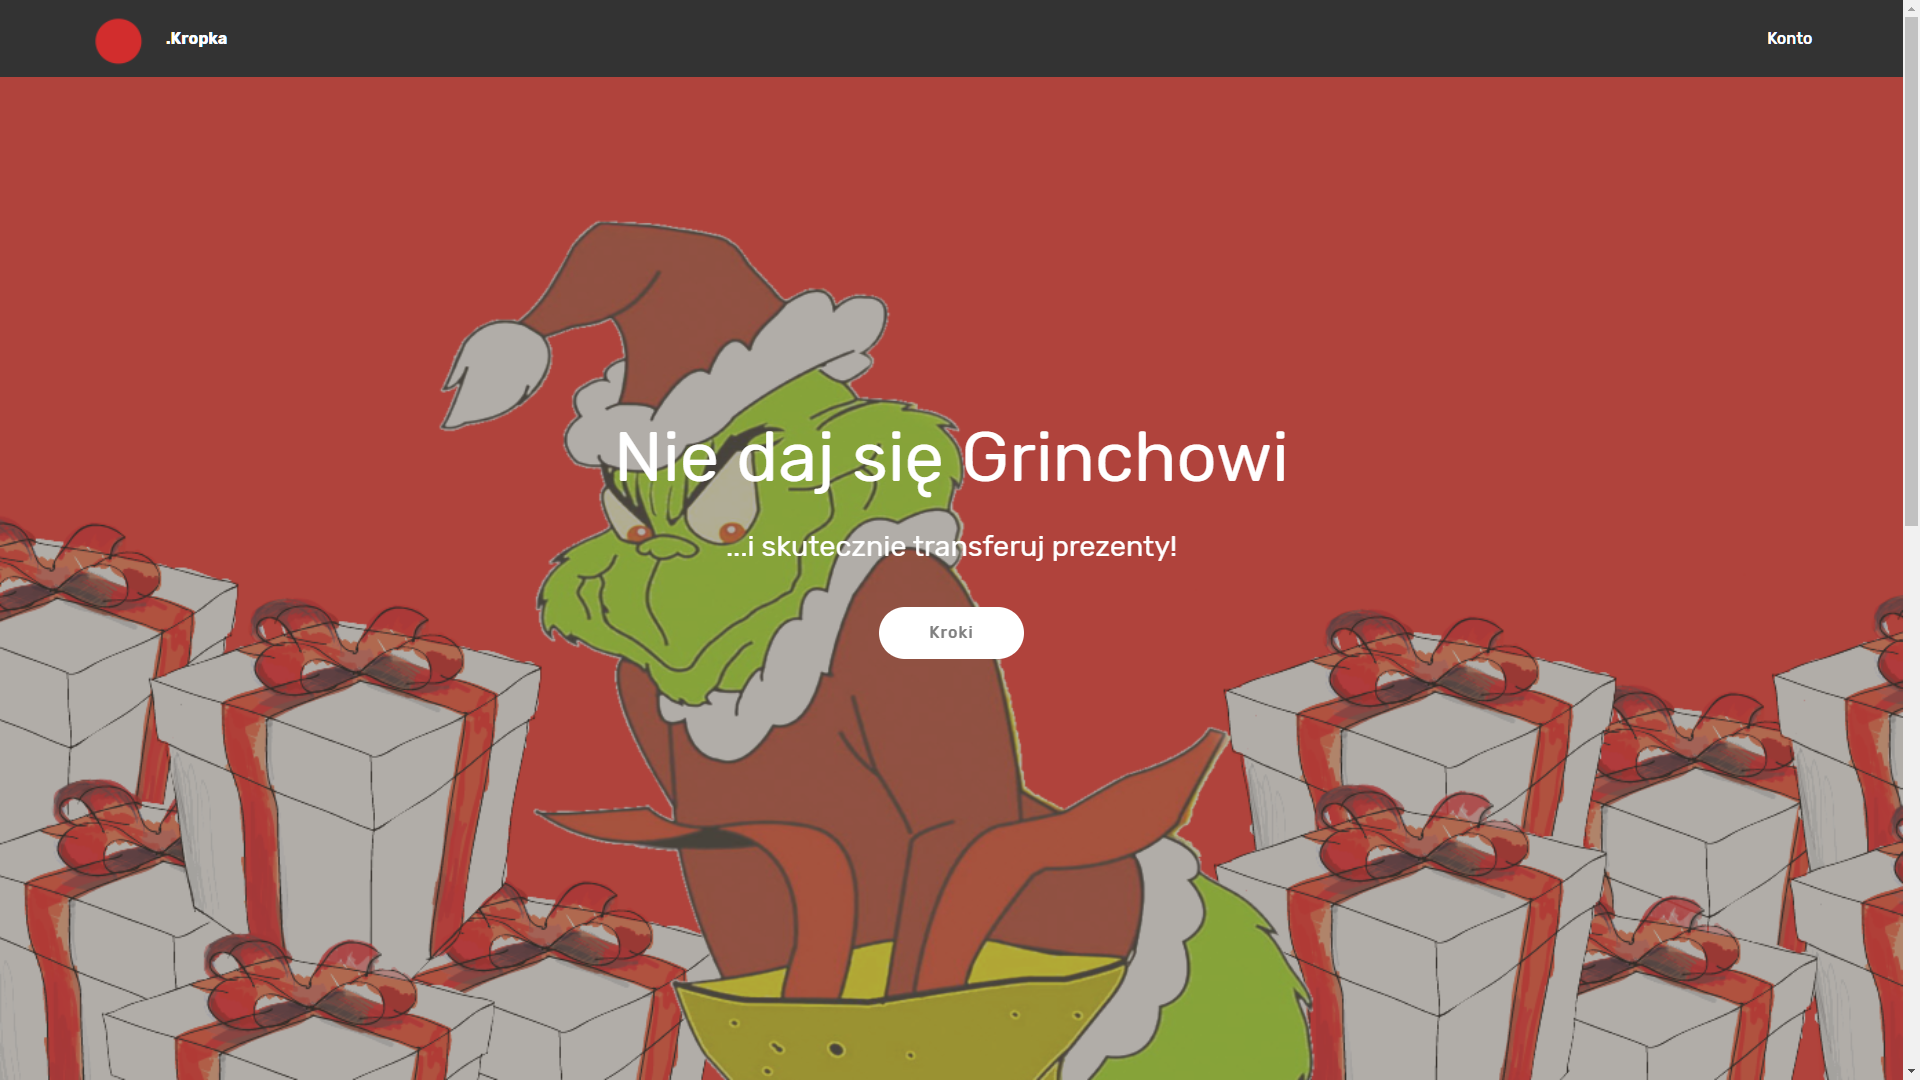 .Kropka
Konto
Nie daj się Grinchowi
...i skutecznie transferuj prezenty!
Kroki